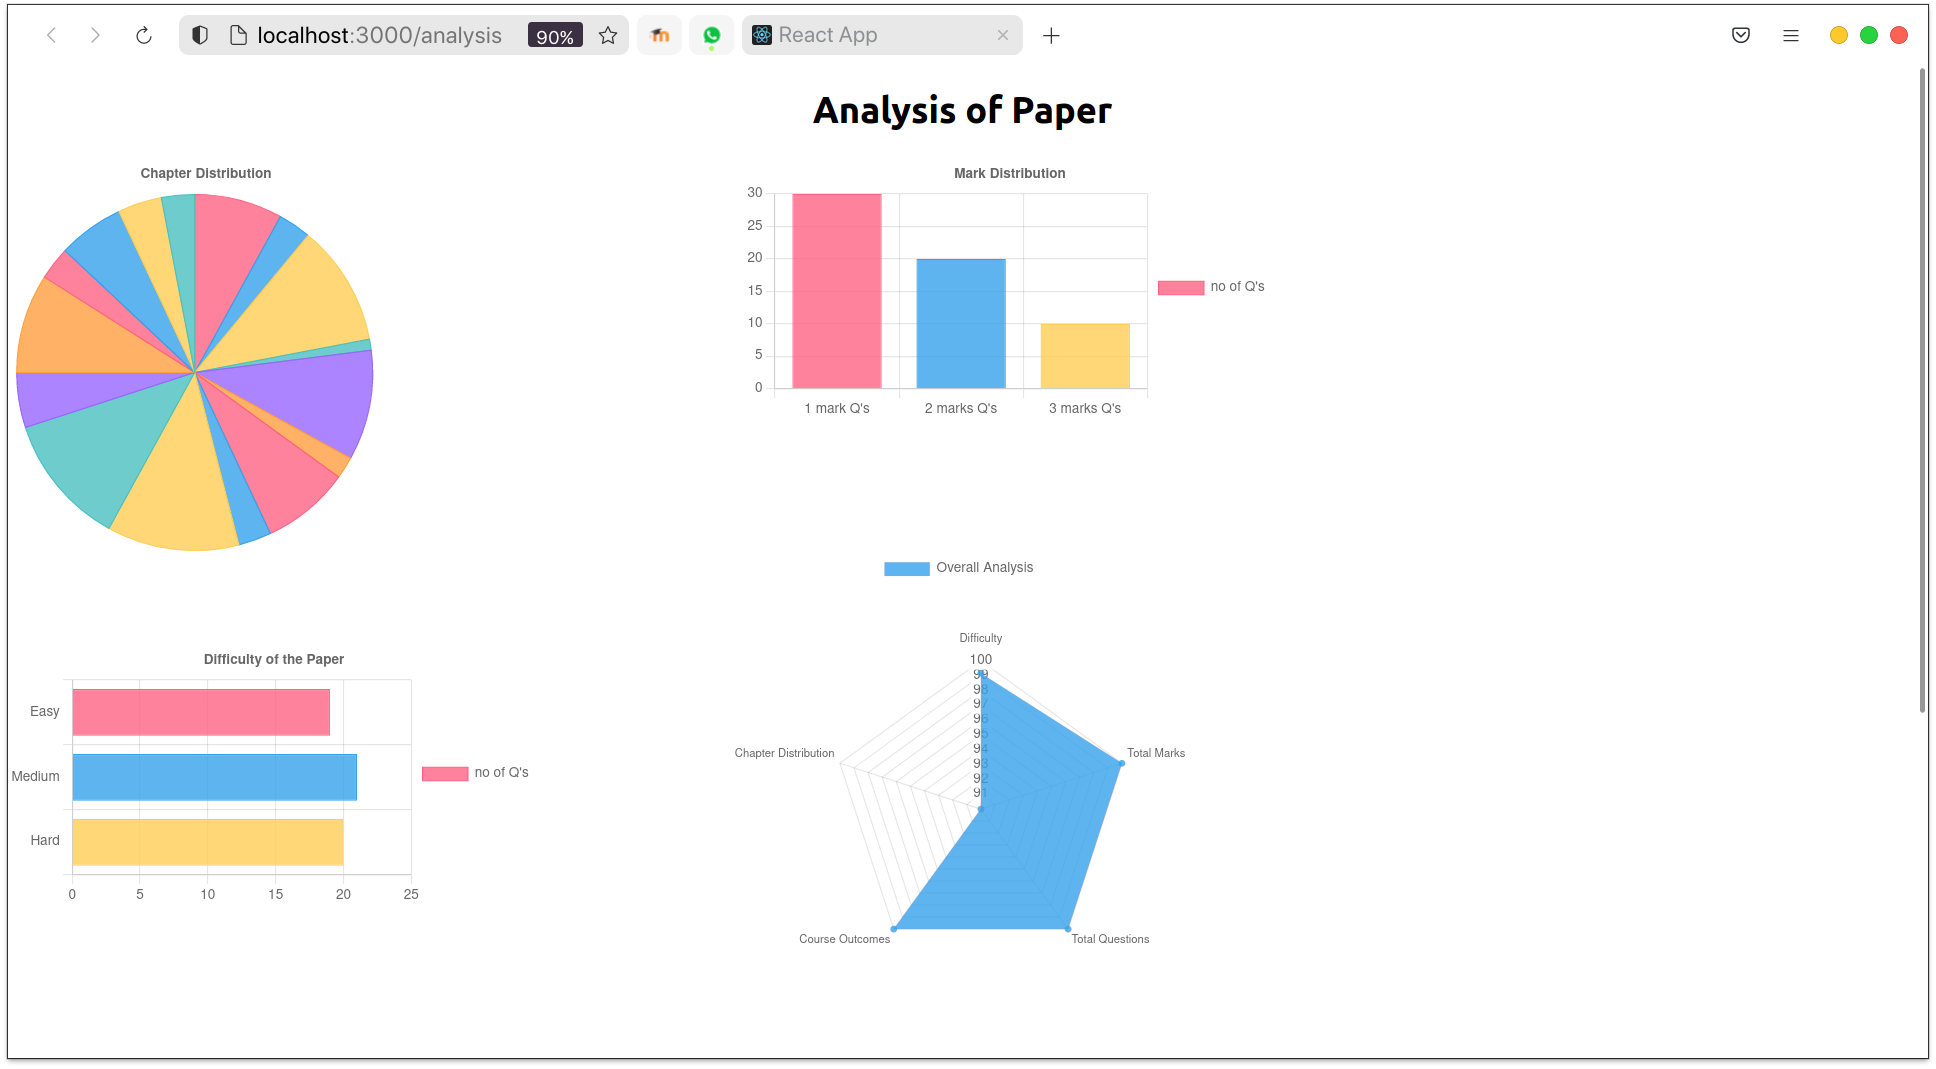 localhost:3000/analysis
90%
React App
Analysis of Paper
Chapter Distribution
Mark Distribution
30
25
20
15
10
5
0
1 mark Q's
2 marks Q's
3 marks Q's
no of Q's
Overall Analysis
Difficulty of the Paper
Easy
Medium
Hard
0
5
10
15
20
25
no of Q's
Difficulty
100
99
98
97
96
95
94
93
92
91
Chapter Distribution
Total Marks
Course Outcomes
Total Questions